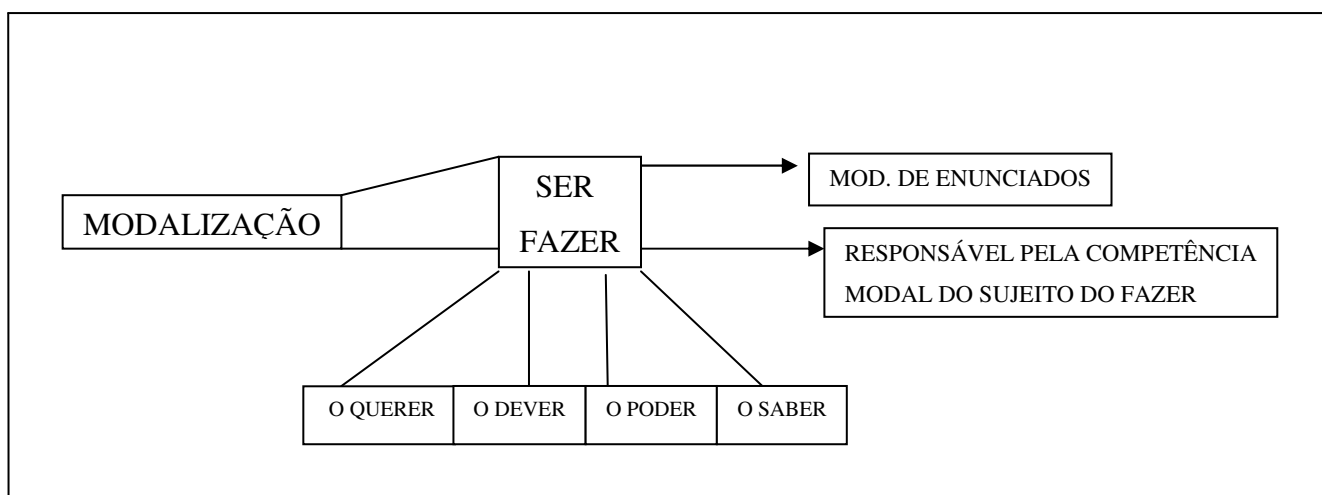 SER
MOD. DE ENUNCIADOS
MODALIZAÇÃO
FAZER
RESPONSÁVEL PELA COMPETÊNCIA
MODAL DO SUJEITO DO FAZER
O QUERER
O DEVER
O PODER
O SABER